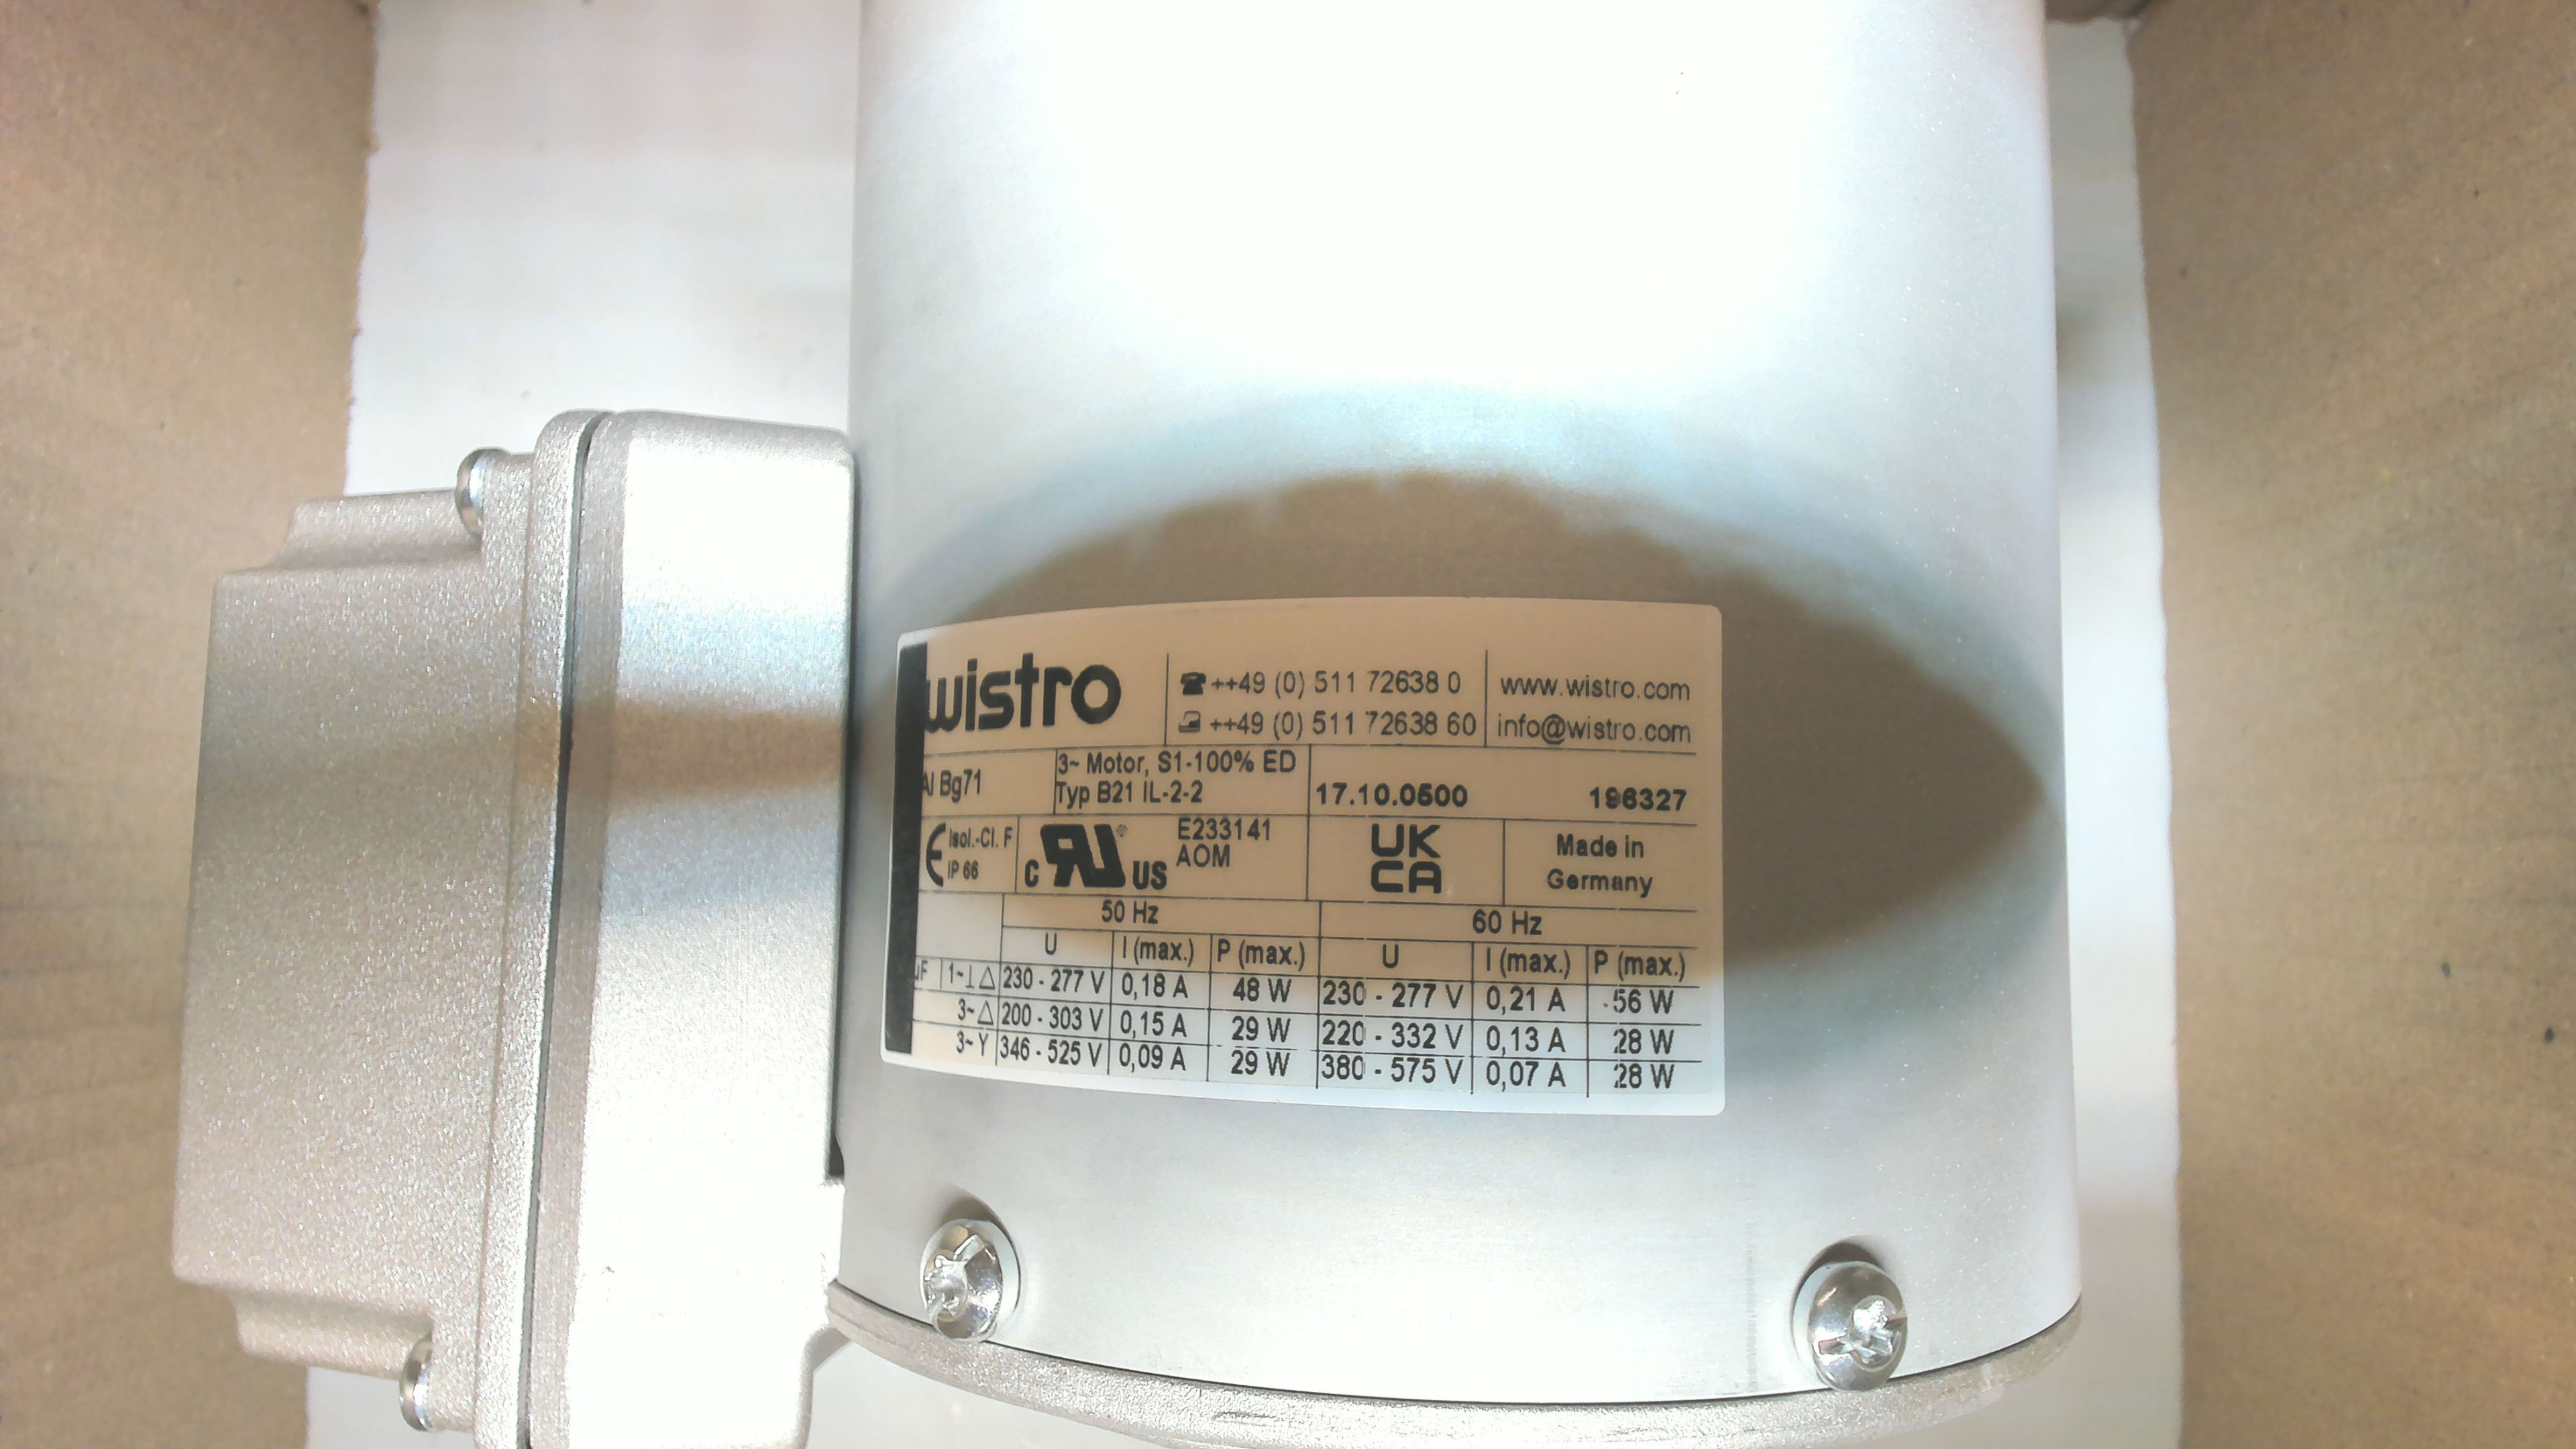 wistro
++49 (0) 511 72638 0
++49 (0) 511 72638 60
www.wistro.com
info@wistro.com
Bg71
3~ Motor, S1-100% ED
Typ B21 IL-2-2
17.10.0500 196327
CE Isol.-Cl. F
IP 66
c RU ® US E233141
AOM
UK
CA
Made in
Germany
50 Hz 60 Hz
U I (max.) P (max.) U I (max.) P (max.)
µF 1~⊥ △ 230 - 277 V 0,18 A 48 W 230 - 277 V 0,21 A 56 W
3~ △ 200 - 303 V 0,15 A 29 W 220 - 332 V 0,13 A 28 W
3~ Y 346 - 525 V 0,09 A 29 W 380 - 575 V 0,07 A 28 W